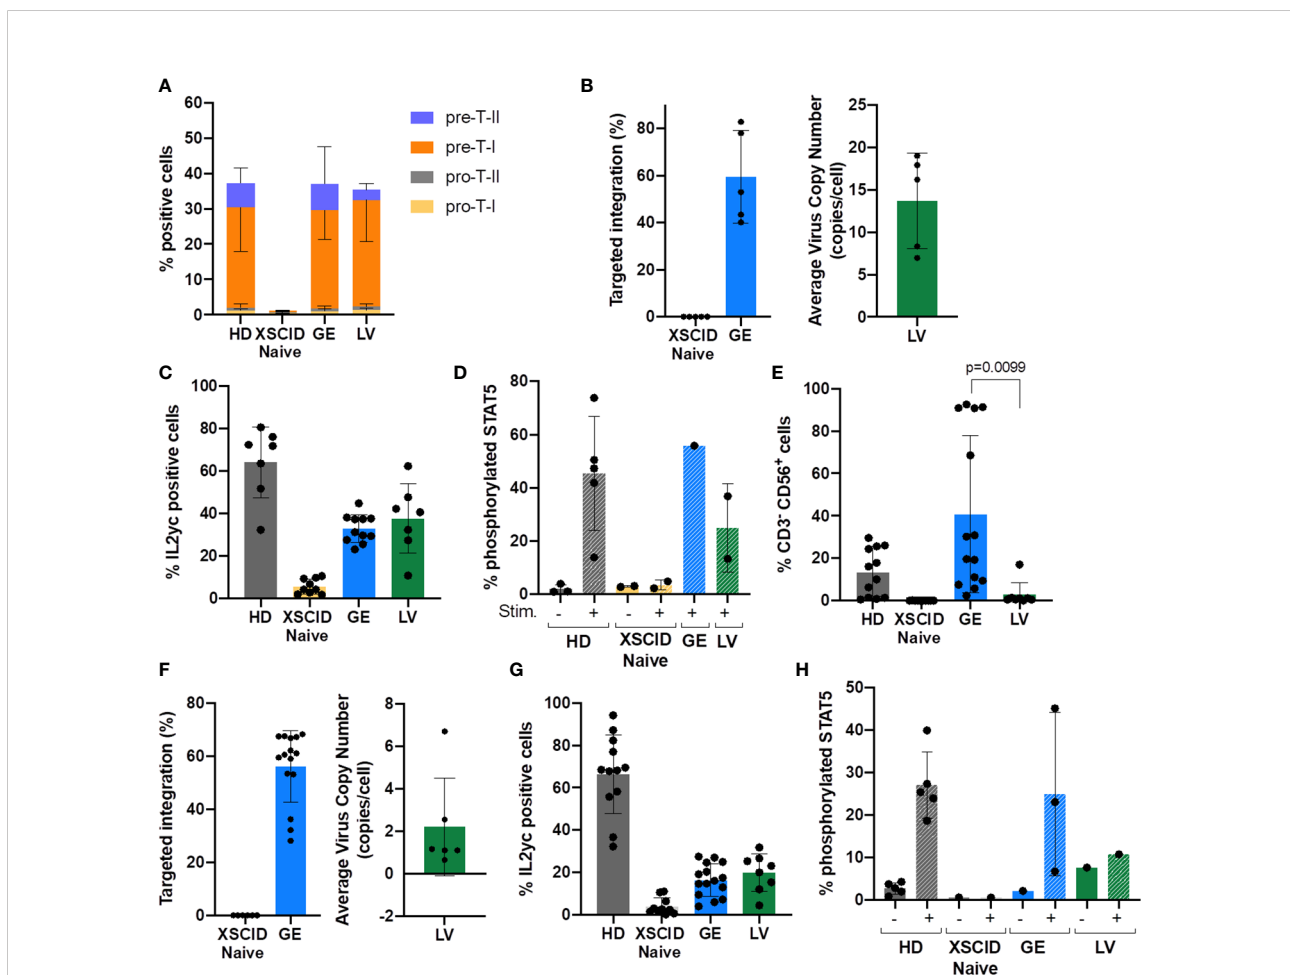 A
% positive cells
60
50
40
30
20
10
0
HD XSCID GE LV
Naive
pre-T-II
pre-T-I
pro-T-II
pro-T-I
B
Targeted integration (%)
80
60
40
20
0
XSCID GE
Naive
Average Virus Copy Number
(copies/cell)
25
20
15
10
5
0
LV
C
% IL2yc positive cells
100
80
60
40
20
0
HD XSCID GE LV
Naive
D
% phosphorylated STAT5
80
60
40
20
0
Stim. - + - + + +
HD XSCID GE LV
Naive
E
p=0.0099
% CD3- CD56+ cells
100
80
60
40
20
0
HD XSCID GE LV
Naive
F
Targeted integration (%)
80
60
40
20
0
XSCID GE
Naive
Average Virus Copy Number
(copies/cell)
8
6
4
2
0
-2
LV
G
% IL2yc positive cells
100
80
60
40
20
0
HD XSCID GE LV
Naive
H
% phosphorylated STAT5
50
40
30
20
10
0
- + - + - + - +
HD XSCID GE LV
Naive